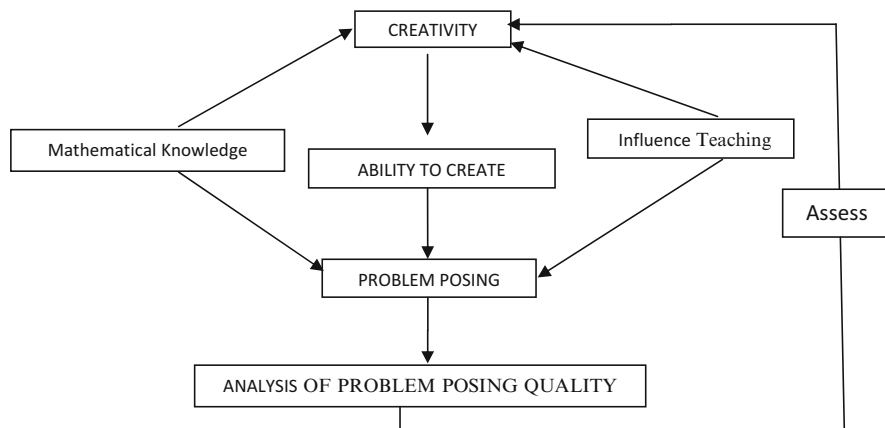 CREATIVITY
Mathematical Knowledge
Influence Teaching
ABILITY TO CREATE
Assess
PROBLEM POSING
ANALYSIS OF PROBLEM POSING QUALITY